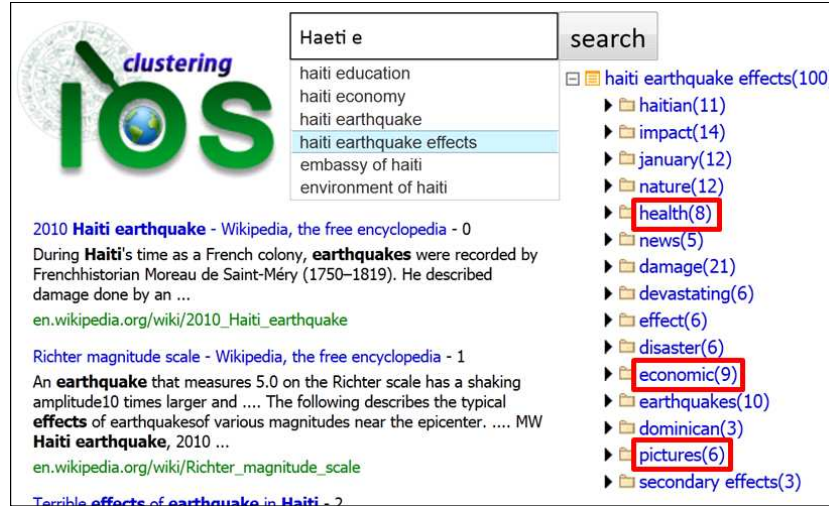 clustering
iOS
Haeti e
search
haiti education
haiti economy
haiti earthquake
haiti earthquake effects
embassy of haiti
environment of haiti
2010 Haiti earthquake - Wikipedia, the free encyclopedia - 0
During Haiti's time as a French colony, earthquakes were recorded by
Frenchhistorian Moreau de Saint-Méry (1750–1819). He described
damage done by an ...
en.wikipedia.org/wiki/2010_Haiti_earthquake
Richter magnitude scale - Wikipedia, the free encyclopedia - 1
An earthquake that measures 5.0 on the Richter scale has a shaking
amplitude10 times larger and .... The following describes the typical
effects of earthquakesof various magnitudes near the epicenter. .... MW
Haiti earthquake, 2010 ...
en.wikipedia.org/wiki/Richter_magnitude_scale
Terrible effects of earthquake in Haiti - 2
haiti earthquake effects(100)
haitian(11)
impact(14)
january(12)
nature(12)
health(8)
news(5)
damage(21)
devastating(6)
effect(6)
disaster(6)
economic(9)
earthquakes(10)
dominican(3)
pictures(6)
secondary effects(3)